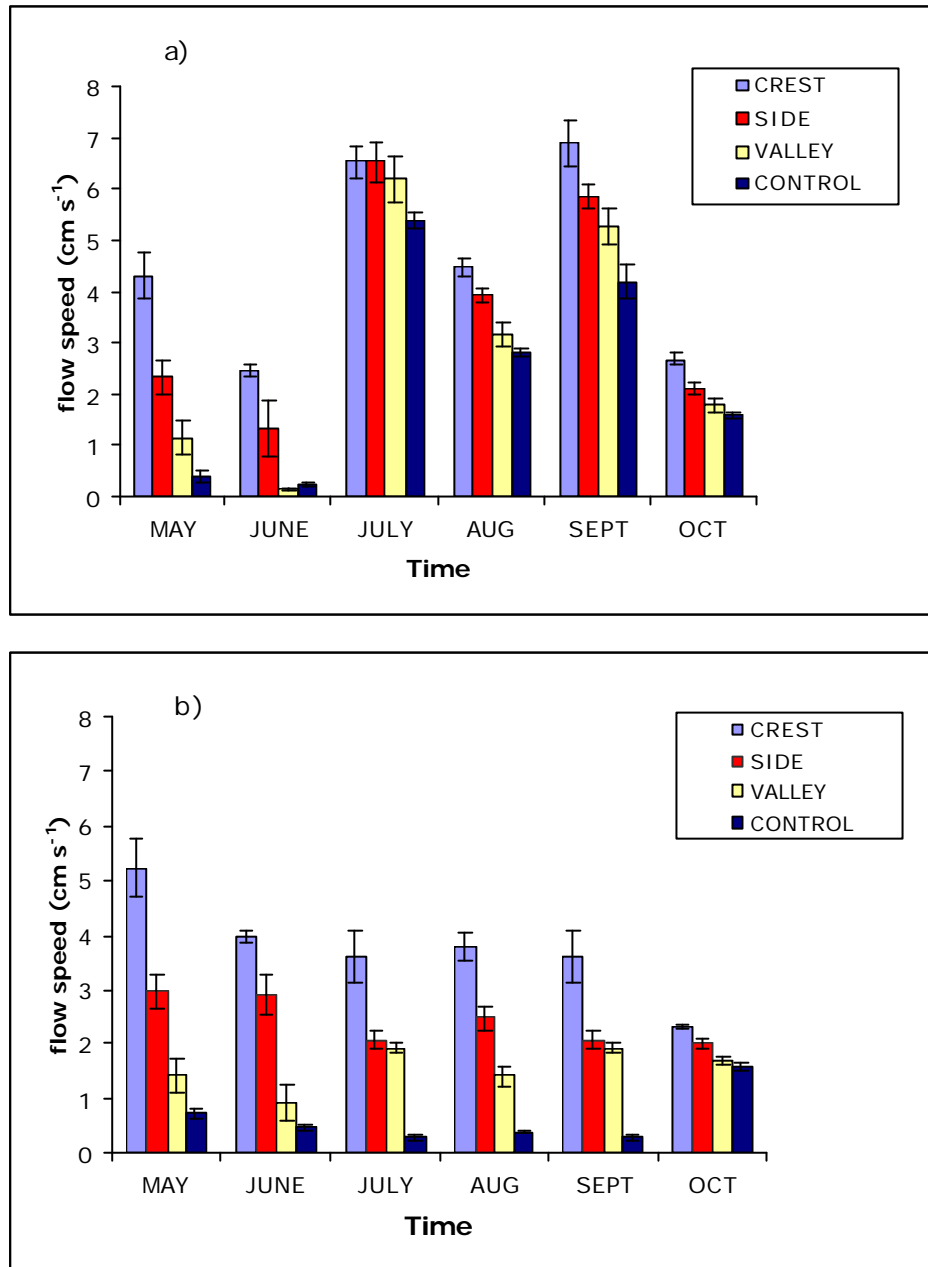 a)
CREST
SIDE
VALLEY
CONTROL
flow speed (cm s⁻¹)
8
7
6
5
4
3
2
1
0
MAY JUNE JULY AUG SEPT OCT
Time
b)
CREST
SIDE
VALLEY
CONTROL
flow speed (cm s⁻¹)
8
7
6
5
4
3
2
1
0
MAY JUNE JULY AUG SEPT OCT
Time